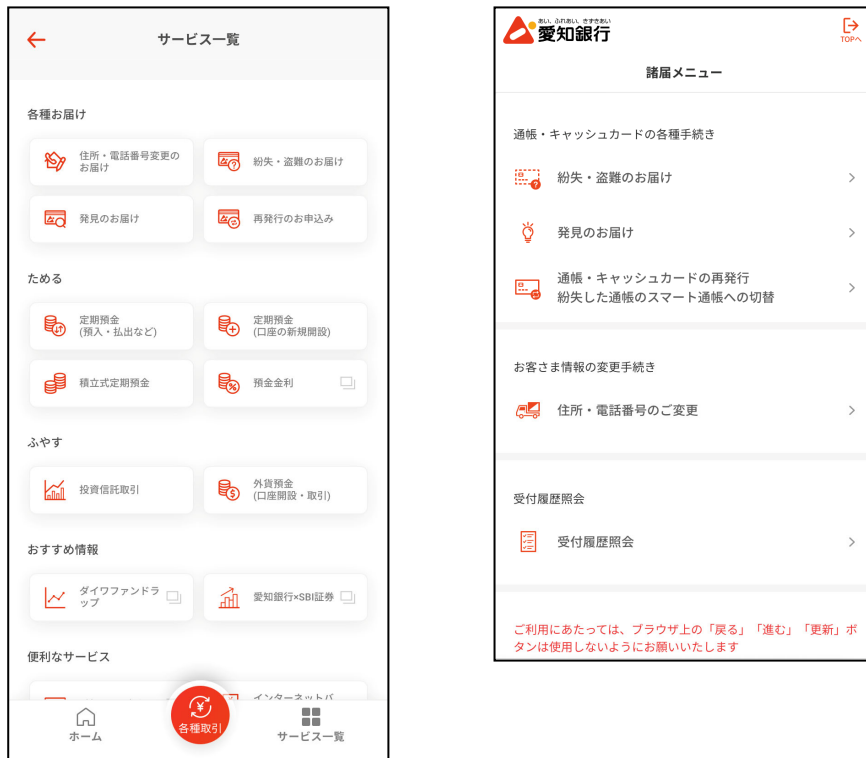 サービス一覧
各種お届け
住所・電話番号変更の
お届け
紛失・盗難のお届け
発見のお届け
再発行のお申込み
ためる
定期預金
(預入・払出など)
定期預金
(口座の新規開設)
積立式定期預金
預金金利
ふやす
投資信託取引
外貨預金
(口座開設・取引)
おすすめ情報
ダイワファンドラ
ップ
愛知銀行×SBI証券
便利なサービス
インターネットバ
ホーム
各種取引
サービス一覧
あい、ふれあい、きずきあい
愛知銀行
TOPへ
諸届メニュー
通帳・キャッシュカードの各種手続き
紛失・盗難のお届け
発見のお届け
通帳・キャッシュカードの再発行
紛失した通帳のスマート通帳への切替
お客さま情報の変更手続き
住所・電話番号のご変更
受付履歴照会
受付履歴照会
ご利用にあたっては、ブラウザ上の「戻る」「進む」「更新」ボ
タンは使用しないようにお願いいたします